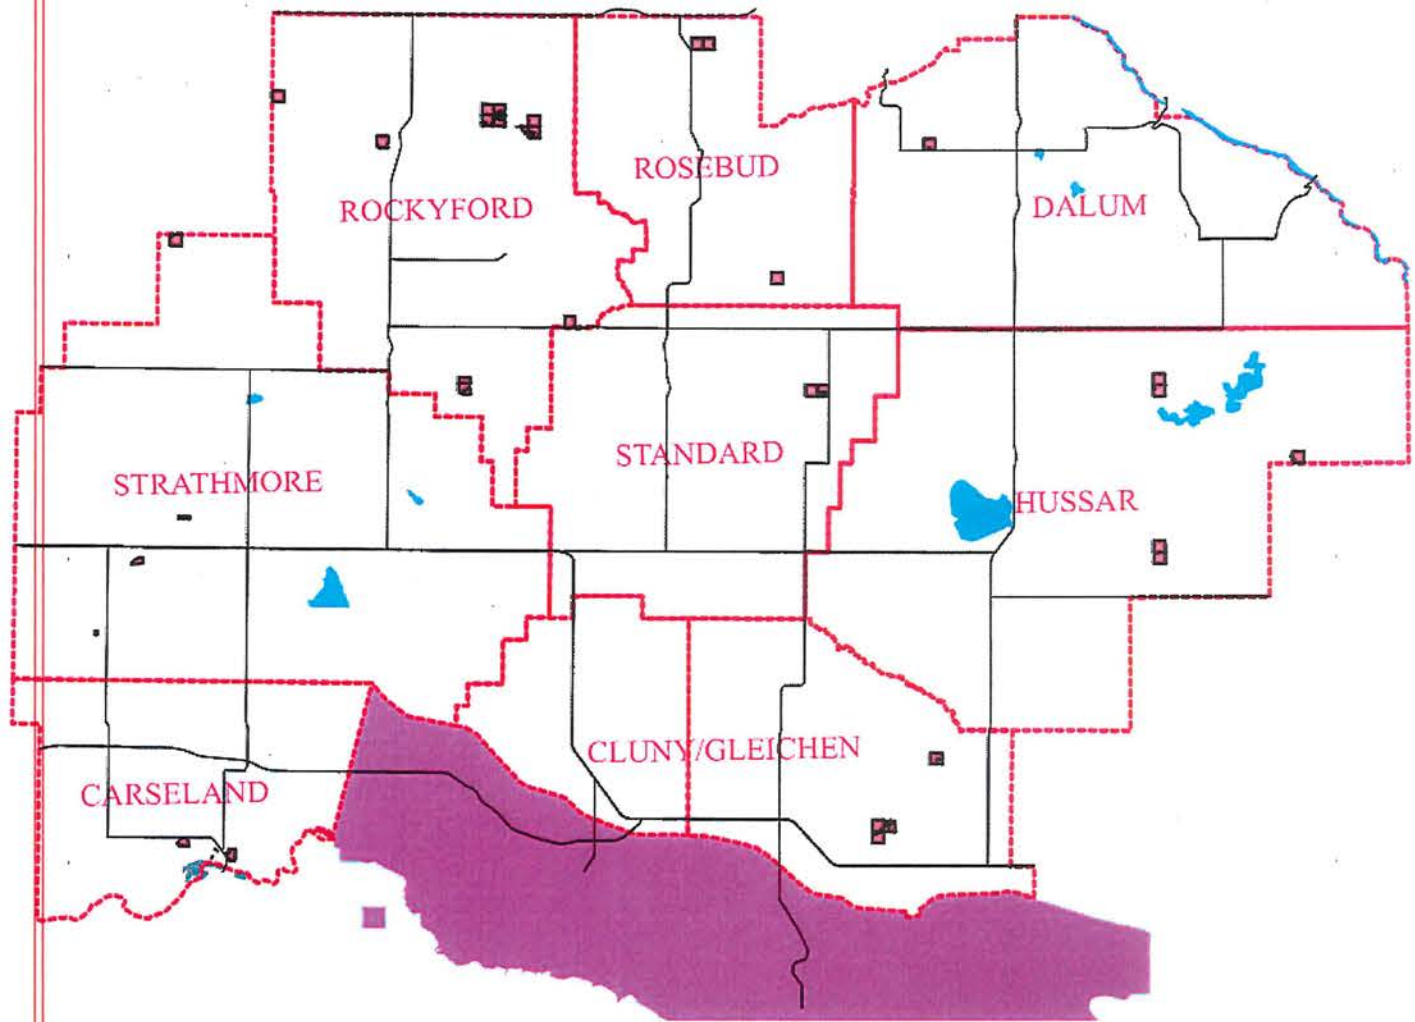 ROSEBUD
ROCKYFORD
DALUM
STANDARD
STRATHMORE
HUSSAR
CLUNY/GLEICHEN
CARSELAND